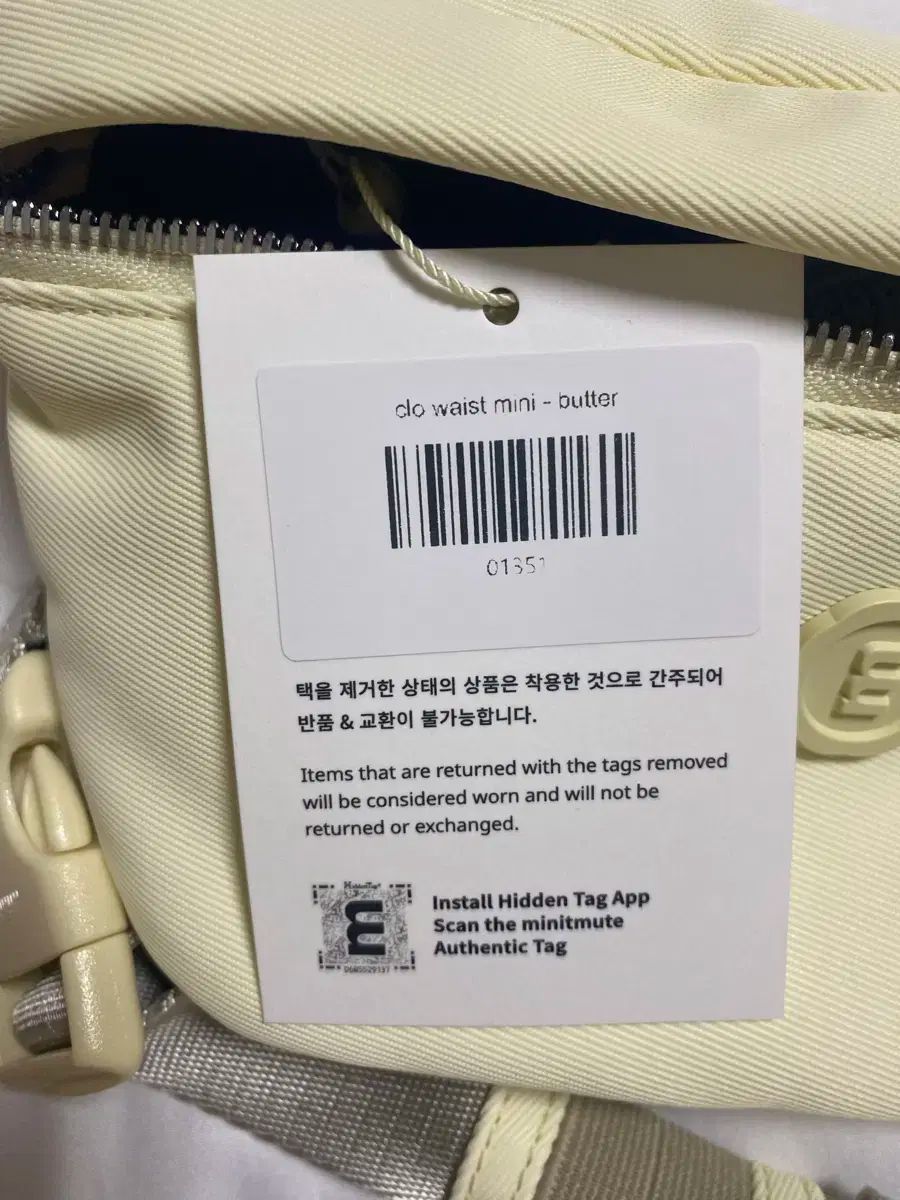 clo waist mini - butter
01351
택을 제거한 상태의 상품은 착용한 것으로 간주되어
반품 & 교환이 불가능합니다.
Items that are returned with the tags removed
will be considered worn and will not be
returned or exchanged.
HiddenTag
Install Hidden Tag App
Scan the minitmute
Authentic Tag